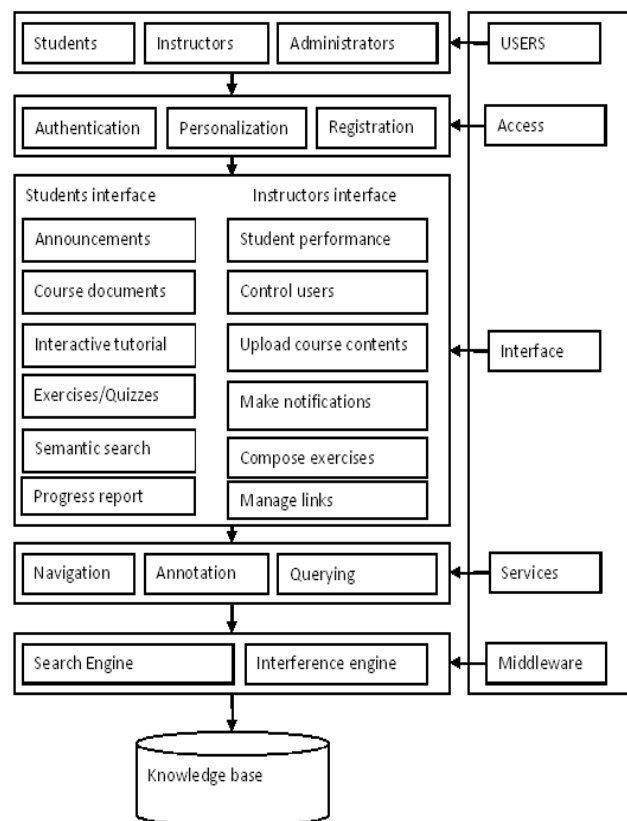 Students Instructors Administrators USERS
Authentication Personalization Registration Access
Students interface Instructors interface
Announcements Student performance
Course documents Control users
Interactive tutorial Upload course contents Interface
Exercises/Quizzes Make notifications
Semantic search Compose exercises
Progress report Manage links
Navigation Annotation Querying Services
Search Engine Interference engine Middleware
Knowledge base